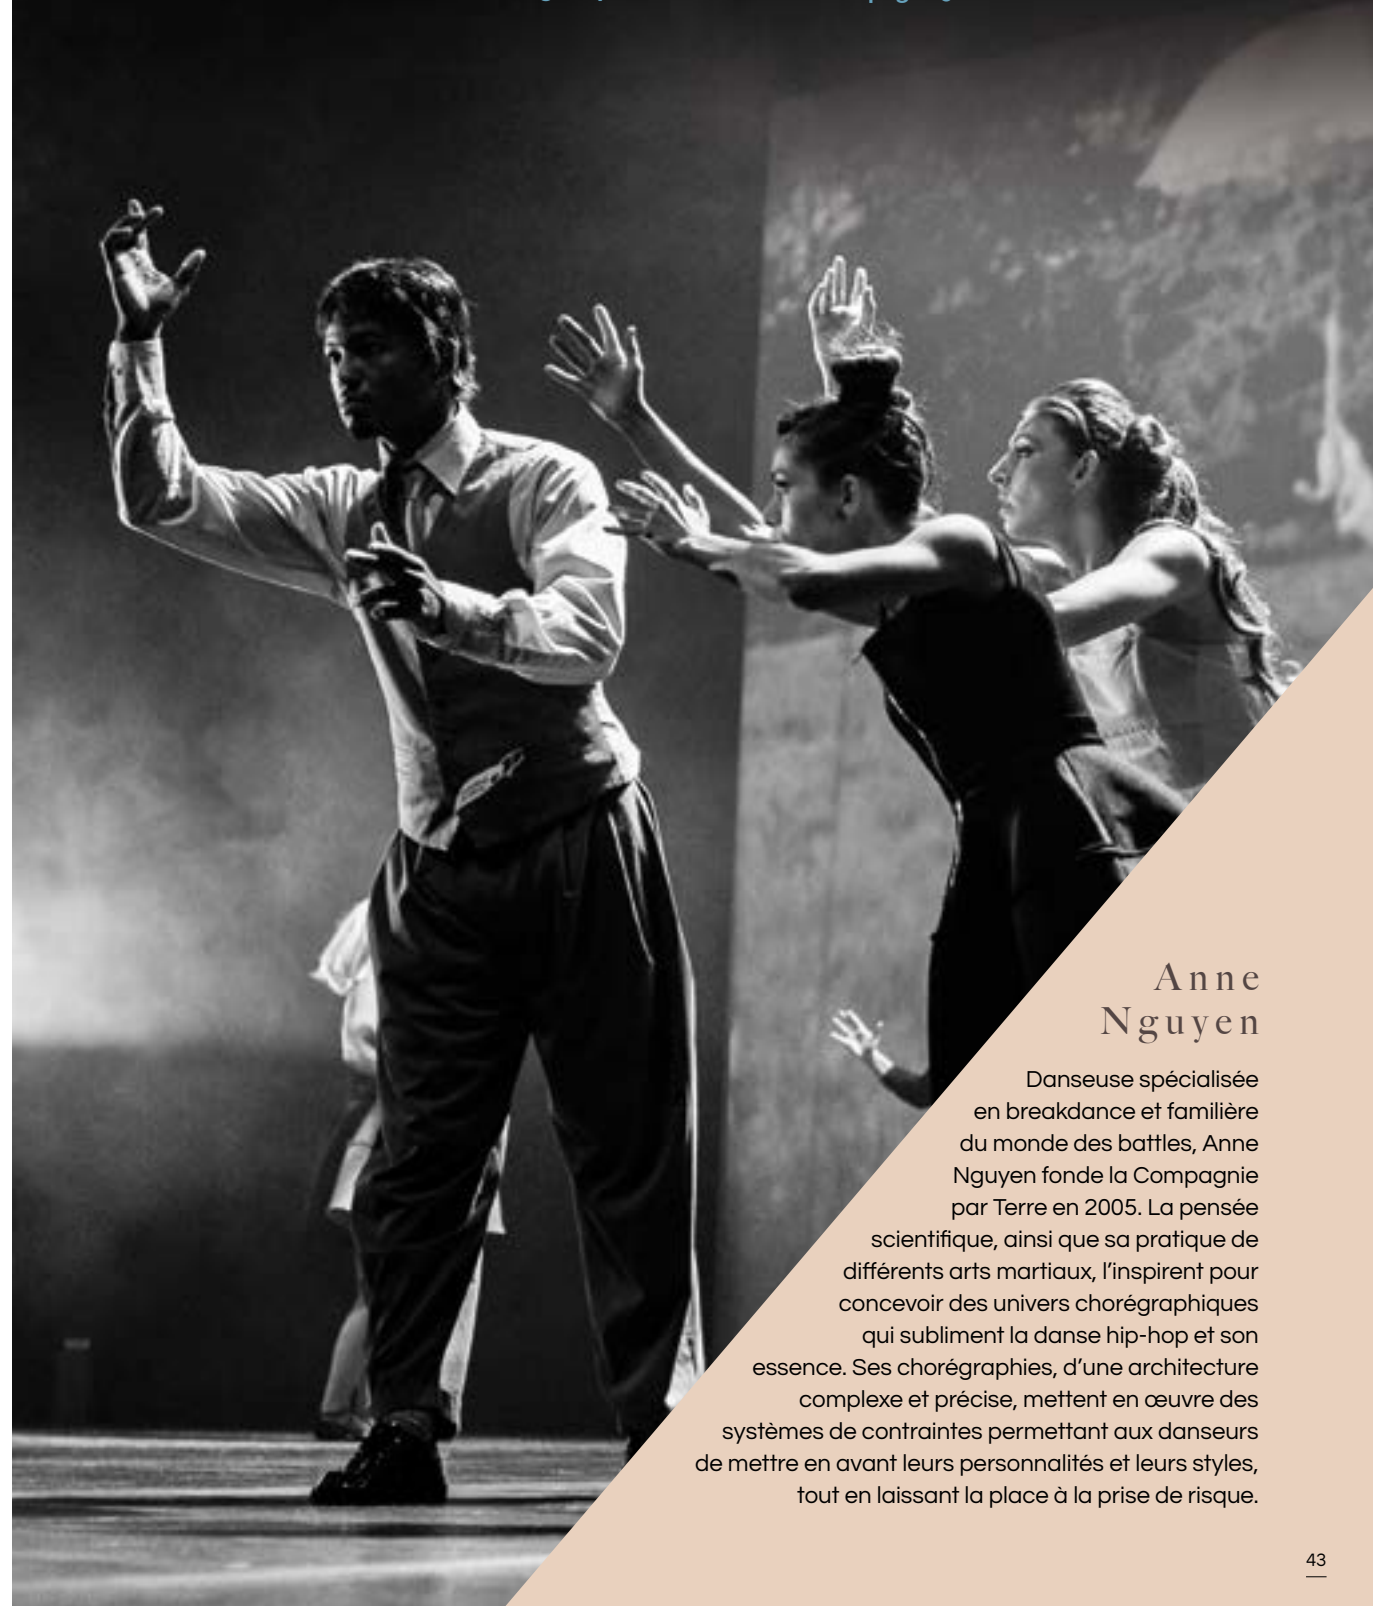 Anne
Nguyen
Danseuse spécialisée
en breakdance et familière
du monde des battles, Anne
Nguyen fonde la Compagnie
par Terre en 2005. La pensée
scientifique, ainsi que sa pratique de
différents arts martiaux, l’inspirent pour
concevoir des univers chorégraphiques
qui subliment la danse hip-hop et son
essence. Ses chorégraphies, d’une architecture
complexe et précise, mettent en œuvre des
systèmes de contraintes permettant aux danseurs
de mettre en avant leurs personnalités et leurs styles,
tout en laissant la place à la prise de risque.
43